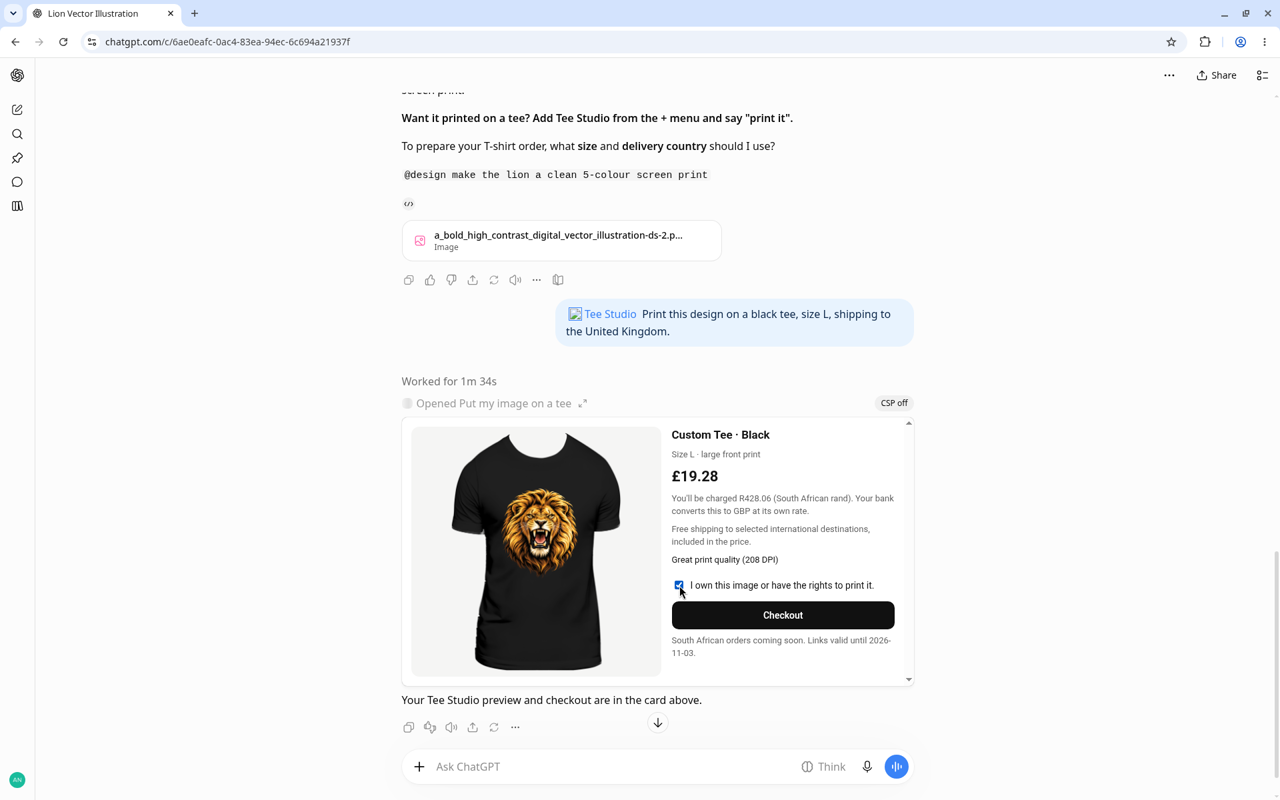 Lion Vector Illustration
chatgpt.com/c/6ae0eafc-0ac4-83ea-94ec-6c694a21937f
Share
screen print.
Want it printed on a tee? Add Tee Studio from the + menu and say "print it".
To prepare your T-shirt order, what size and delivery country should I use?
@design make the lion a clean 5-colour screen print
a_bold_high_contrast_digital_vector_illustration-ds-2.p...
Image
Tee Studio Print this design on a black tee, size L, shipping to
the United Kingdom.
Worked for 1m 34s
Opened Put my image on a tee
CSP off
Custom Tee · Black
Size L · large front print
£19.28
You'll be charged R428.06 (South African rand). Your bank
converts this to GBP at its own rate.
Free shipping to selected international destinations,
included in the price.
Great print quality (208 DPI)
I own this image or have the rights to print it.
Checkout
South African orders coming soon. Links valid until 2026-
11-03.
Your Tee Studio preview and checkout are in the card above.
Ask ChatGPT
Think
AN